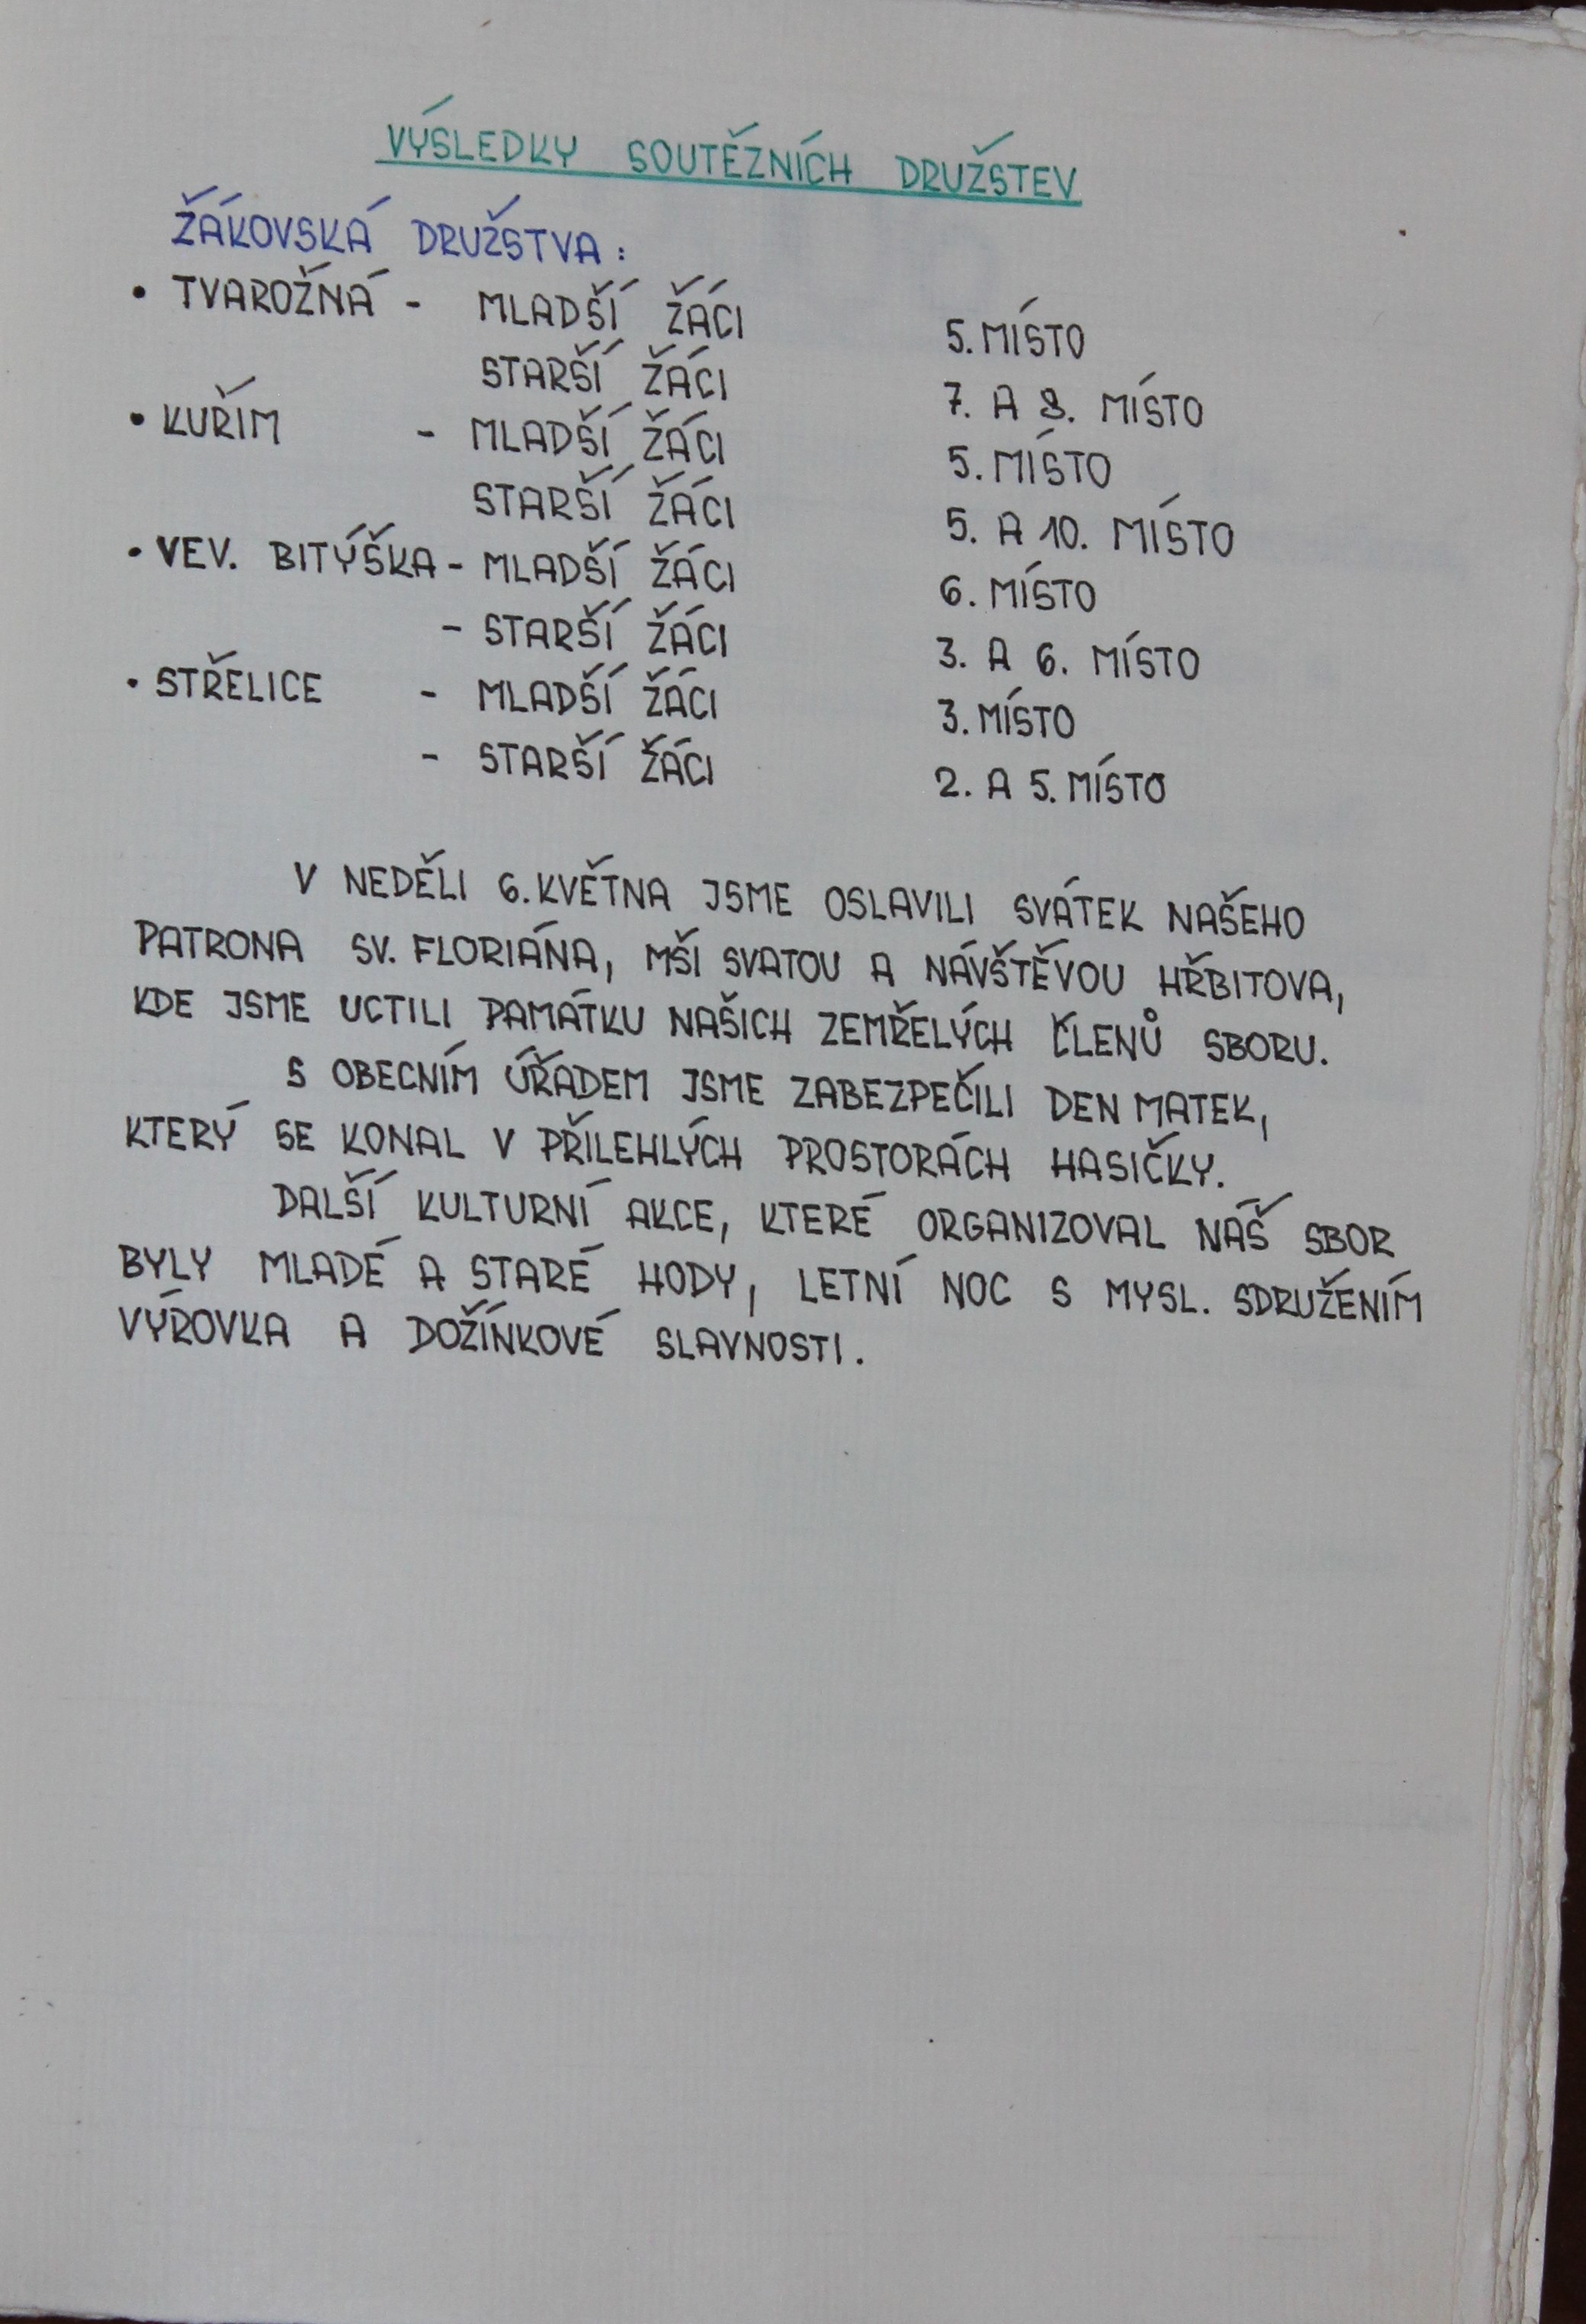 VÝSLEDKY SOUTĚZNÍCH DRUŽSTEV
ŽÁKOVSKÁ DRUŽSTVA:
• TVAROŽNÁ - MLADŠÍ ŽÁCI 5. MÍSTO
STARŠÍ ŽÁCI 7. A 8. MÍSTO
• KUŘIM - MLADŠÍ ŽÁCI 5. MÍSTO
STARŠÍ ŽÁCI 5. A 10. MÍSTO
• VEV. BITÝŠKA - MLADŠÍ ŽÁCI 6. MÍSTO
- STARŠÍ ŽÁCI 3. A 6. MÍSTO
• STŘELICE - MLADŠÍ ŽÁCI 3. MÍSTO
- STARŠÍ ŽÁCI 2. A 5. MÍSTO
V NEDĚLI 6. KVĚTNA JSME OSLAVILI SVÁTEK NAŠEHO
PATRONA SV. FLORIÁNA, MŠI SVATOU A NÁVŠTĚVOU HŘBITOVA,
KDE JSME UCTILI PAMÁTKU NAŠICH ZEMŘELÝCH ČLENŮ SBORU.
S OBECNÍM ÚŘADEM JSME ZABEZPEČILI DEN MATEK,
KTERÝ SE KONAL V PŘILEHLÝCH PROSTORÁCH HASIČKY.
DALŠÍ KULTURNÍ AKCE, KTERÉ ORGANIZOVAL NÁŠ SBOR
BYLY MLADÉ A STARÉ HODY, LETNÍ NOC S MYSL. SDRUŽENÍM
VÝROVKA A DOŽÍNKOVÉ SLAVNOSTI.